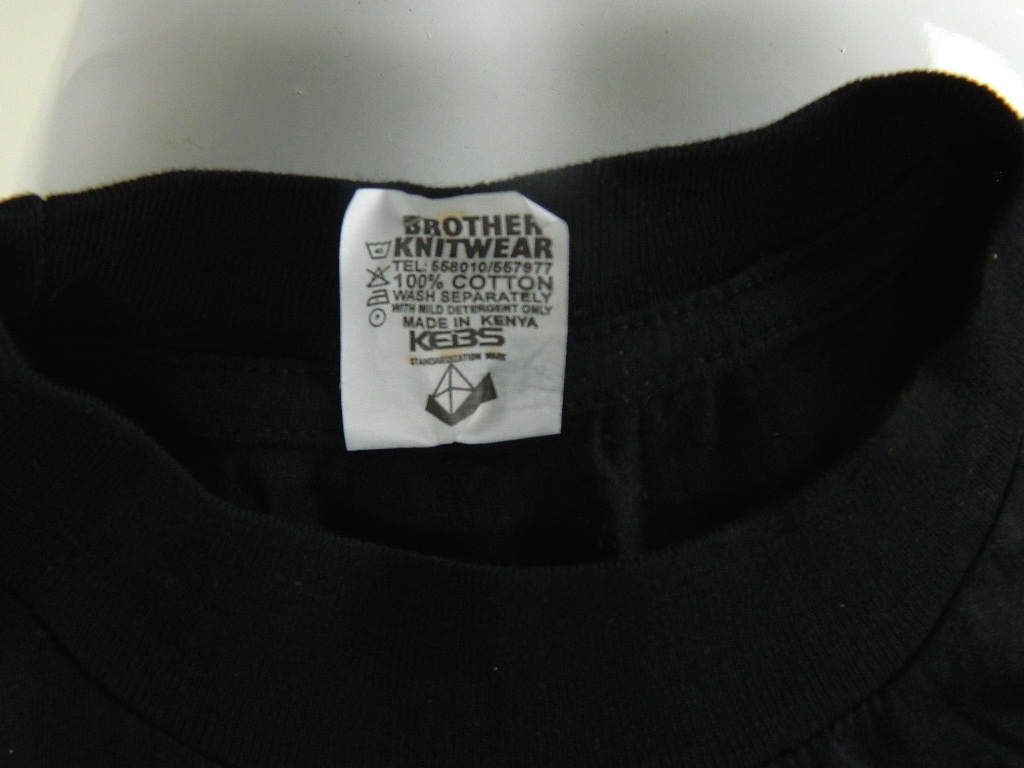 BROTHER
KNITWEAR
TEL: 558010/557977
100% COTTON
WASH SEPARATELY
WITH MILD DETERGENT ONLY
MADE IN KENYA
KEBS
STANDARDIZATION MARK